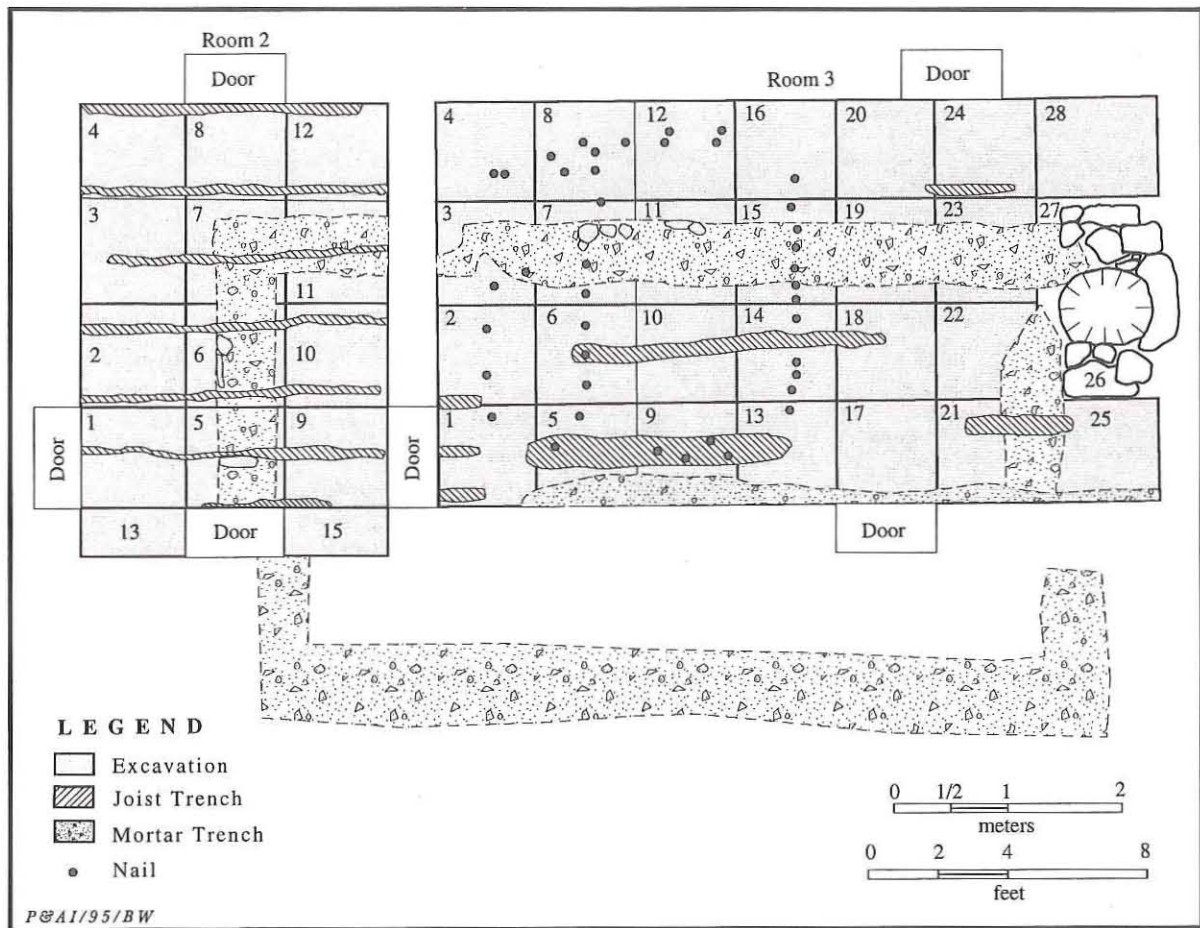 Room 2
Door
Room 3
Door
4 8 12
4 8 12 16 20 24 28
3 7
3 7 11 15 19 23 27
11
2 6 10
2 6 10 14 18 22
26
Door
1 5 9
Door
1 5 9 13 17 21 25
13 Door 15
Door
LEGEND
Excavation
Joist Trench
Mortar Trench
Nail
0 1/2 1 2
meters
0 2 4 8
feet
P&AI/95/BW